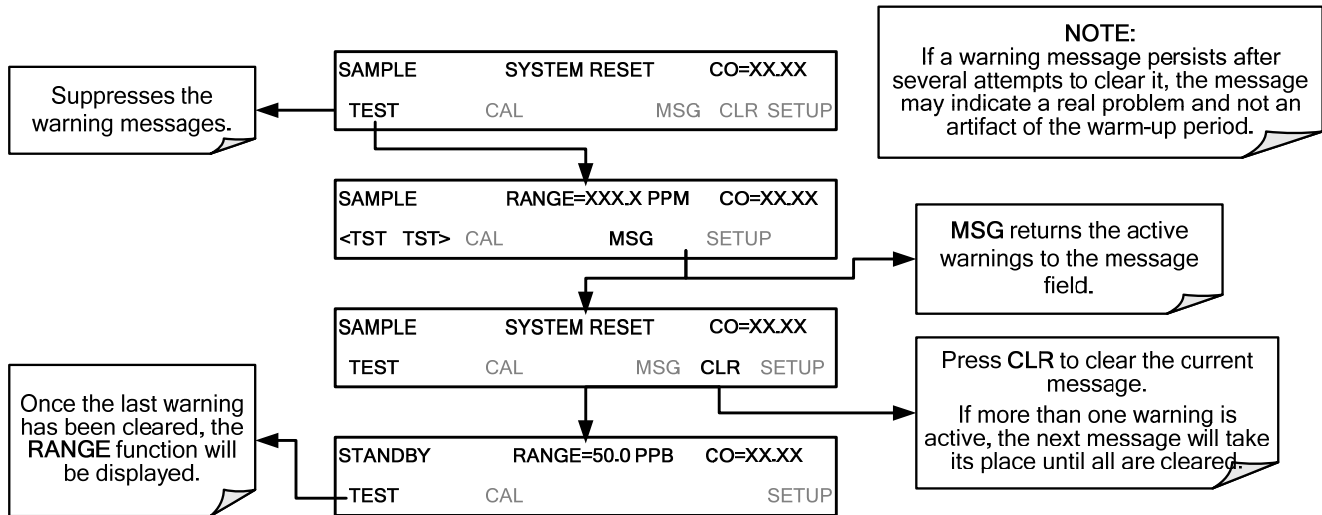 NOTE:
If a warning message persists after
several attempts to clear it, the message
may indicate a real problem and not an
artifact of the warm-up period.
Suppresses the
warning messages.
SAMPLE SYSTEM RESET CO=XX.XX
TEST CAL MSG CLR SETUP
SAMPLE RANGE=XXX.X PPM CO=XX.XX
<TST TST> CAL MSG SETUP
MSG returns the active
warnings to the message
field.
SAMPLE SYSTEM RESET CO=XX.XX
TEST CAL MSG CLR SETUP
Press CLR to clear the current
message.
If more than one warning is
active, the next message will take
its place until all are cleared.
Once the last warning
has been cleared, the
RANGE function will
be displayed.
STANDBY RANGE=50.0 PPB CO=XX.XX
TEST CAL SETUP